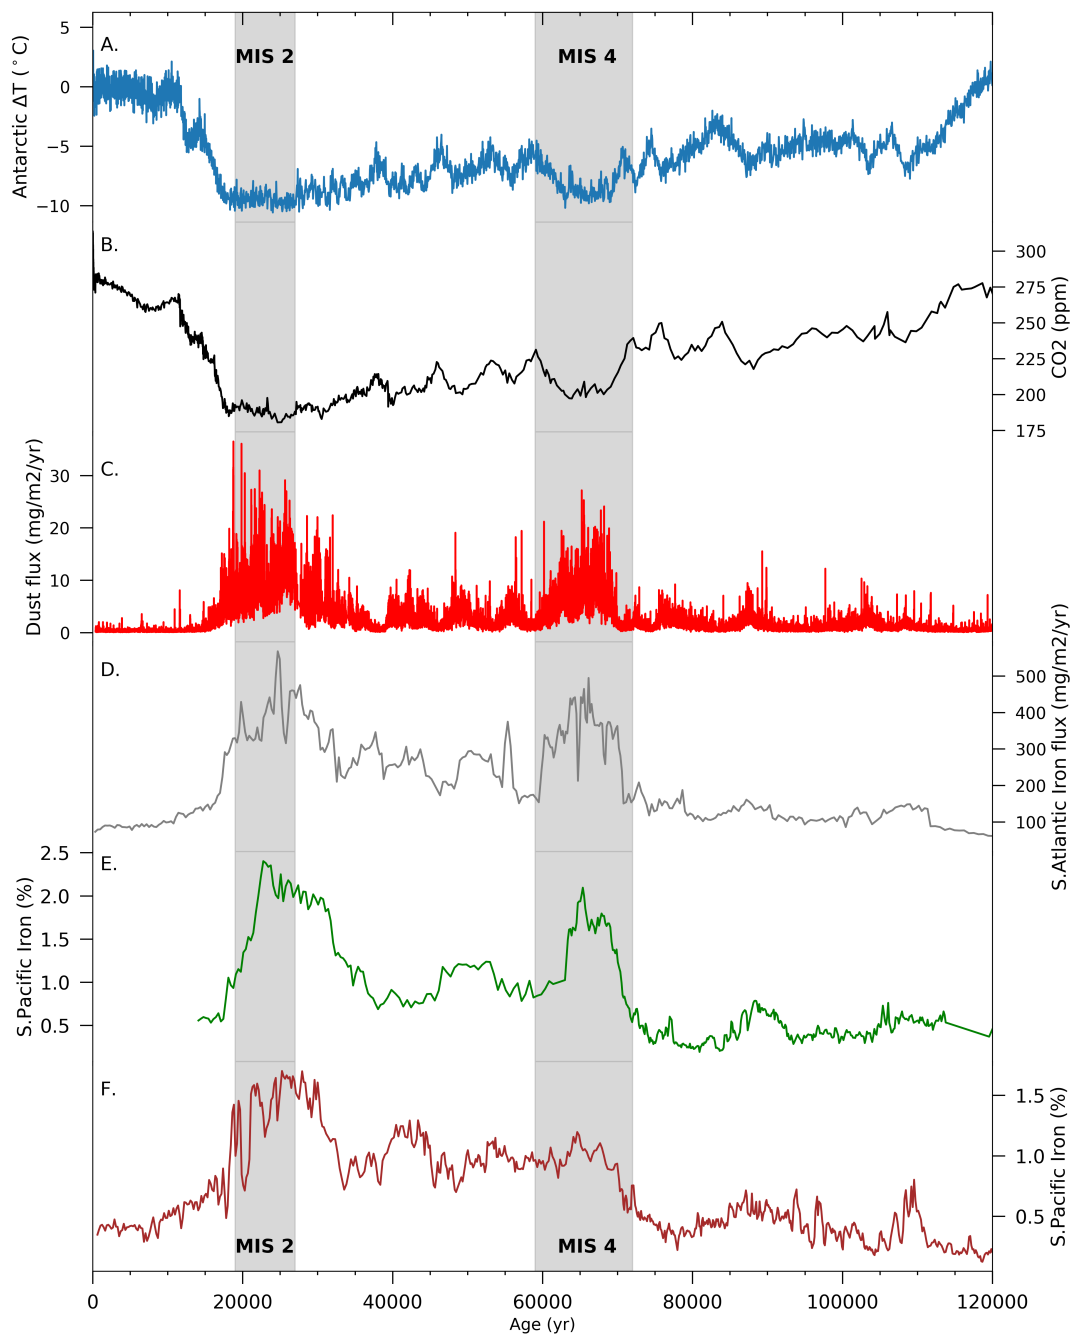 A.
MIS 2
MIS 4
Antarctic ΔT (°C)
5
0
−5
−10
B.
300
275
250
225
200
175
CO2 (ppm)
C.
Dust flux (mg/m2/yr)
30
20
10
0
D.
500
400
300
200
100
S.Atlantic Iron flux (mg/m2/yr)
E.
S.Pacific Iron (%)
2.5
2.0
1.5
1.0
0.5
F.
1.5
1.0
0.5
S.Pacific Iron (%)
MIS 2
MIS 4
0
20000
40000
60000
80000
100000
120000
Age (yr)